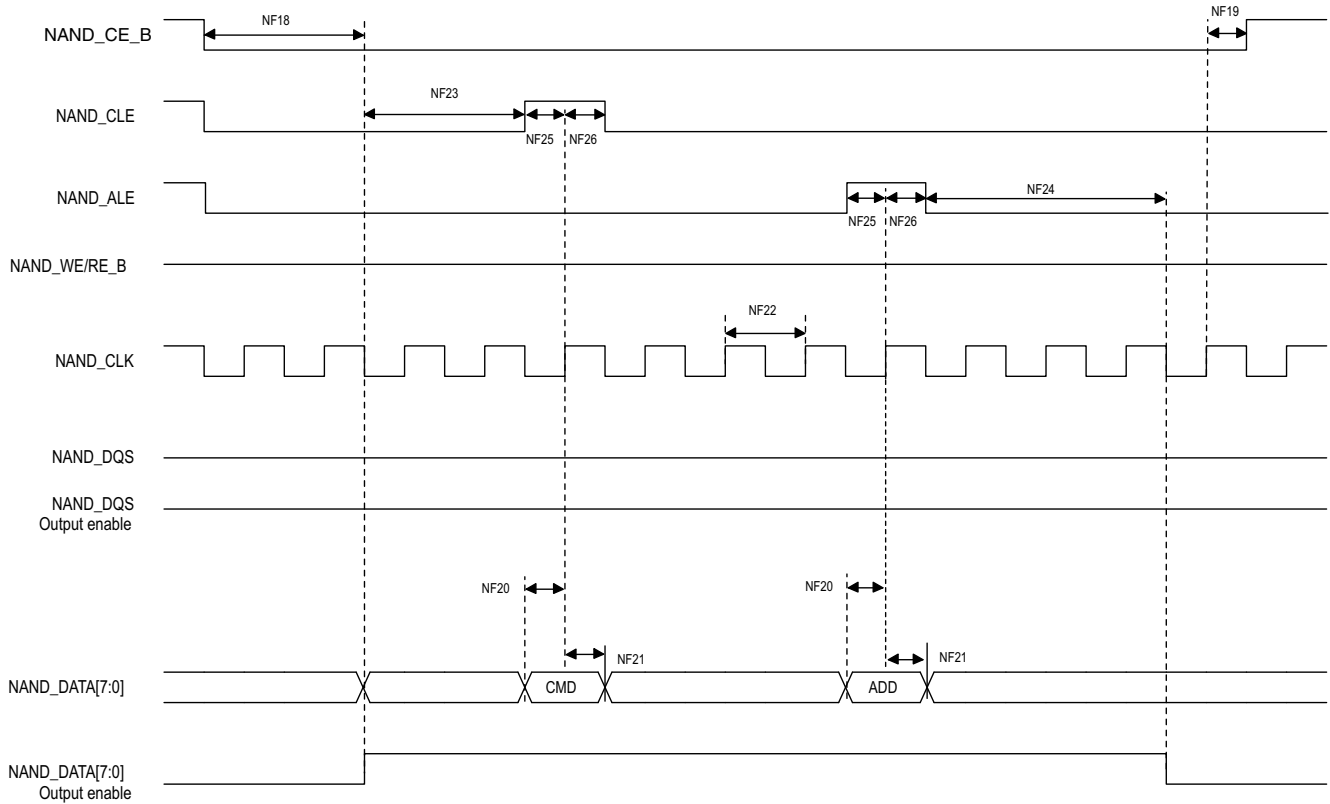 NF18
NF19
NAND_CE_B
NF23
NAND_CLE
NF25
NF26
NAND_ALE
NF24
NF25
NF26
NAND_WE/RE_B
NF22
NAND_CLK
NAND_DQS
NAND_DQS
Output enable
NF20
NF20
NF21
NF21
NAND_DATA[7:0]
CMD
ADD
NAND_DATA[7:0]
Output enable